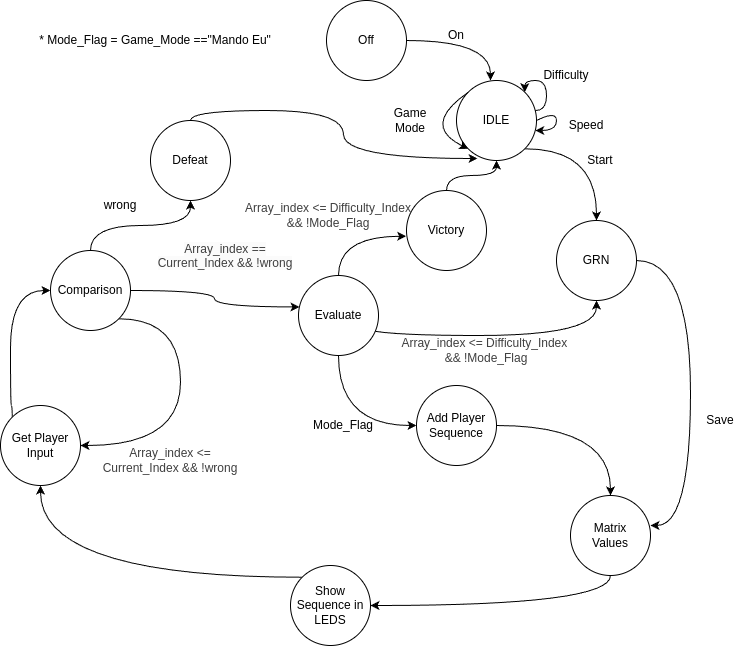 * Mode_Flag = Game_Mode =="Mando Eu"
Off
On
Difficulty
Game
Mode
IDLE
Speed
Defeat
Start
wrong
Array_index <= Difficulty_Index
&& !Mode_Flag
Victory
Array_index ==
Current_Index && !wrong
GRN
Comparison
Evaluate
Array_index <= Difficulty_Index
&& !Mode_Flag
Get Player
Input
Mode_Flag
Add Player
Sequence
Save
Array_index <=
Current_Index && !wrong
Matrix
Values
Show
Sequence in
LEDS